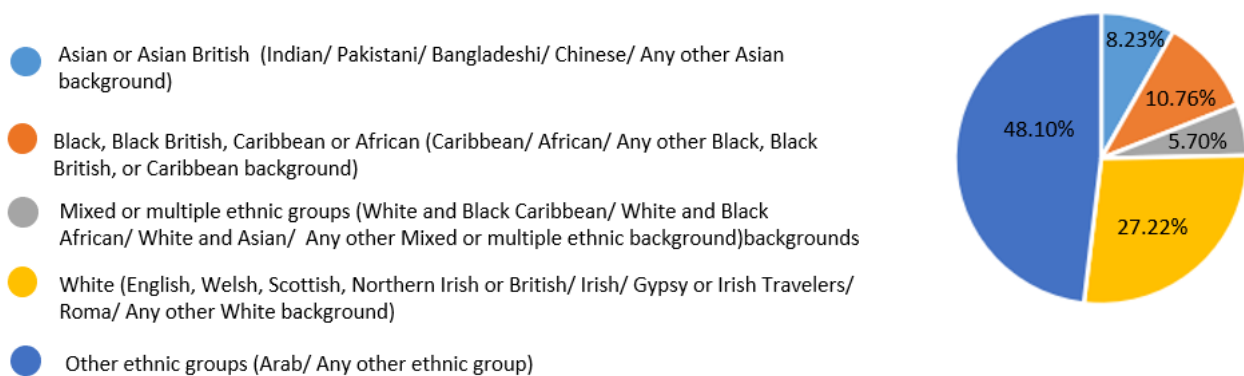 Asian or Asian British (Indian/ Pakistani/ Bangladeshi/ Chinese/ Any other Asian
background)
Black, Black British, Caribbean or African (Caribbean/ African/ Any other Black, Black
British, or Caribbean background)
Mixed or multiple ethnic groups (White and Black Caribbean/ White and Black
African/ White and Asian/ Any other Mixed or multiple ethnic background)backgrounds
White (English, Welsh, Scottish, Northern Irish or British/ Irish/ Gypsy or Irish Travelers/
Roma/ Any other White background)
Other ethnic groups (Arab/ Any other ethnic group)
8.23%
10.76%
5.70%
27.22%
48.10%